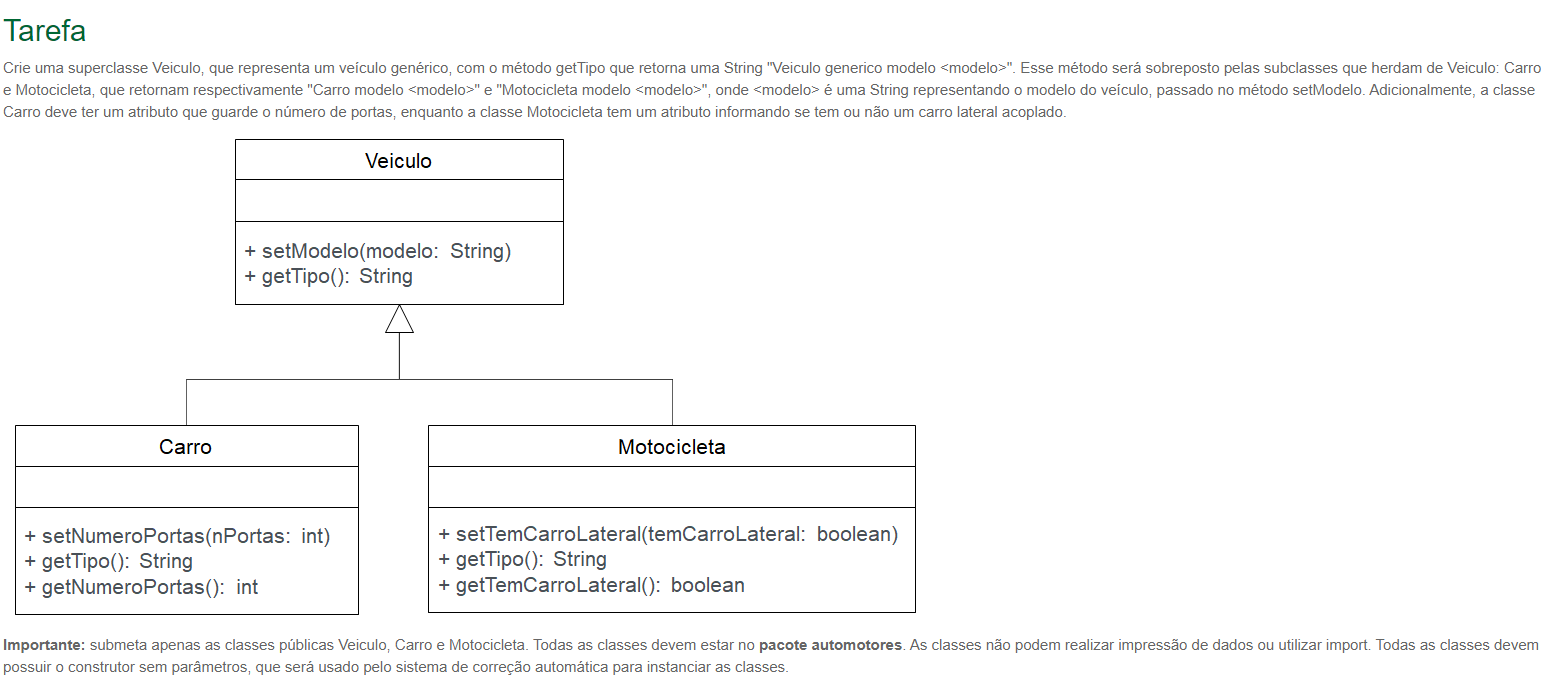 Tarefa
Crie uma superclasse Veiculo, que representa um veículo genérico, com o método getTipo que retorna uma String "Veiculo generico modelo <modelo>". Esse método será sobreposto pelas subclasses que herdam de Veiculo: Carro
e Motocicleta, que retornam respectivamente "Carro modelo <modelo>" e "Motocicleta modelo <modelo>", onde <modelo> é uma String representando o modelo do veículo, passado no método setModelo. Adicionalmente, a classe
Carro deve ter um atributo que guarde o número de portas, enquanto a classe Motocicleta tem um atributo informando se tem ou não um carro lateral acoplado.
Veiculo
+ setModelo(modelo: String)
+ getTipo(): String
Carro
+ setNumeroPortas(nPortas: int)
+ getTipo(): String
+ getNumeroPortas(): int
Motocicleta
+ setTemCarroLateral(temCarroLateral: boolean)
+ getTipo(): String
+ getTemCarroLateral(): boolean
Importante: submeta apenas as classes públicas Veiculo, Carro e Motocicleta. Todas as classes devem estar no pacote automotores. As classes não podem realizar impressão de dados ou utilizar import. Todas as classes devem
possuir o construtor sem parâmetros, que será usado pelo sistema de correção automática para instanciar as classes.